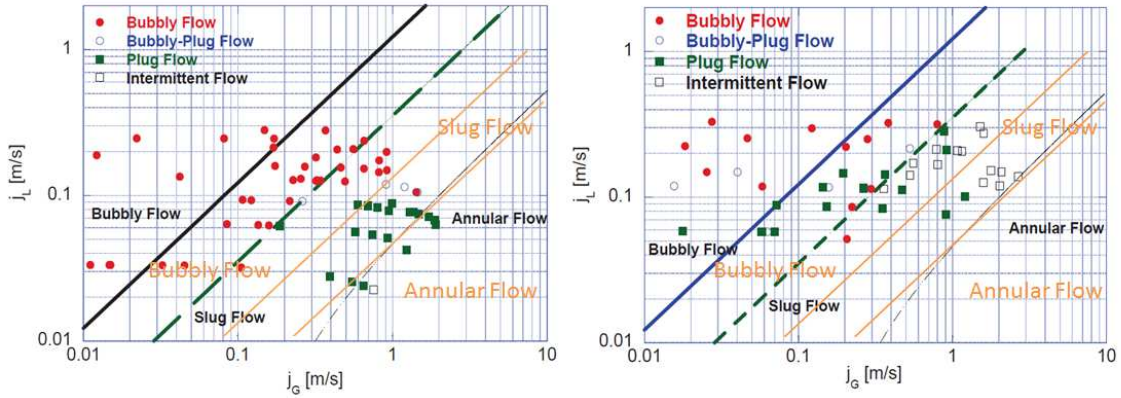 Bubbly Flow
Bubbly-Plug Flow
Plug Flow
Intermittent Flow
1
0.1
0.01
j_L [m/s]
Slug Flow
Bubbly Flow
Annular Flow
Bubbly Flow
Annular Flow
Slug Flow
0.01
0.1
1
10
j_G [m/s]
Bubbly Flow
Bubbly-Plug Flow
Plug Flow
Intermittent Flow
1
0.1
0.01
j_L [m/s]
Slug Flow
Annular Flow
Bubbly Flow
Bubbly Flow
Annular Flow
Slug Flow
0.01
0.1
1
10
j_G [m/s]